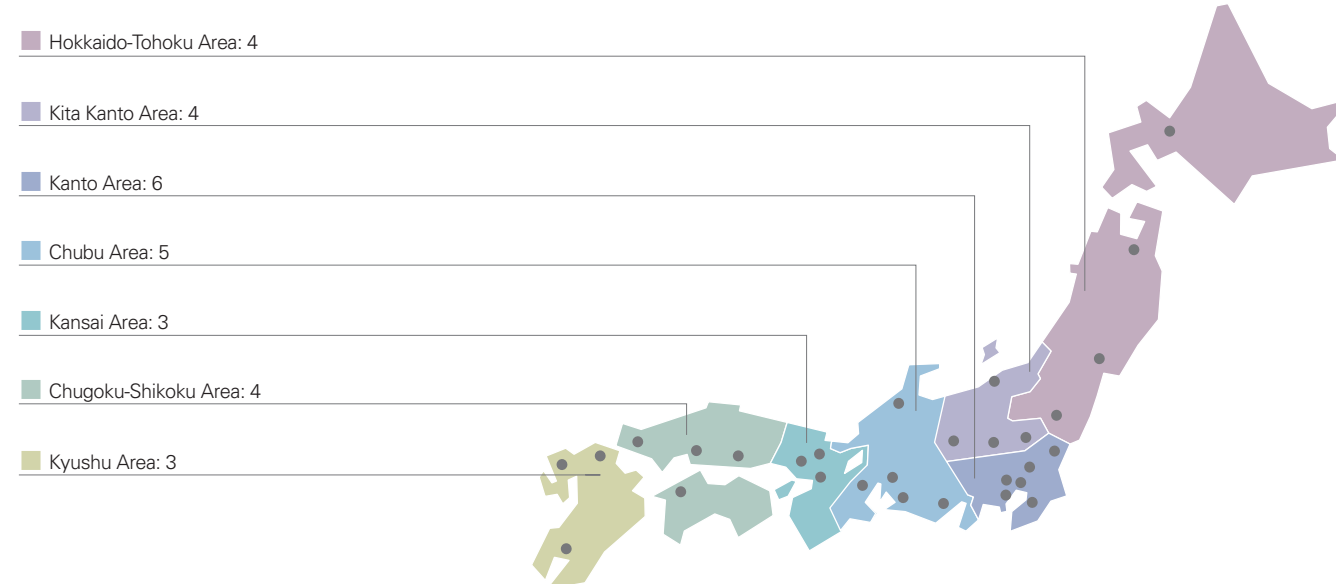 Hokkaido-Tohoku Area: 4
Kita Kanto Area: 4
Kanto Area: 6
Chubu Area: 5
Kansai Area: 3
Chugoku-Shikoku Area: 4
Kyushu Area: 3